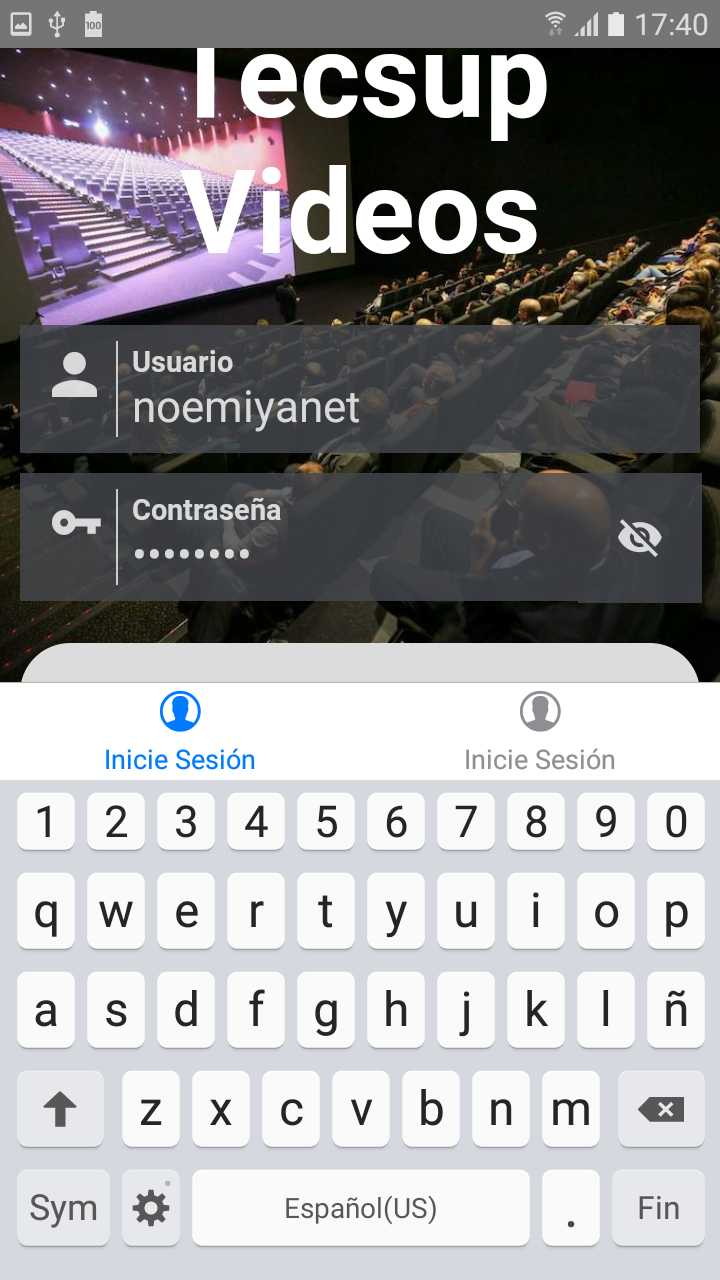 100
17:40
Tecsup
Videos
Usuario
noemiyanet
Contraseña
••••••••
Inicie Sesión
Inicie Sesión
1 2 3 4 5 6 7 8 9 0
q w e r t y u i o p
a s d f g h j k l ñ
z x c v b n m
Sym Español(US) . Fin